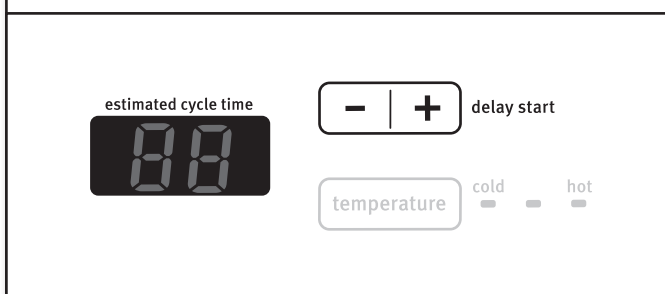 estimated cycle time
88
- + delay start
cold hot
temperature